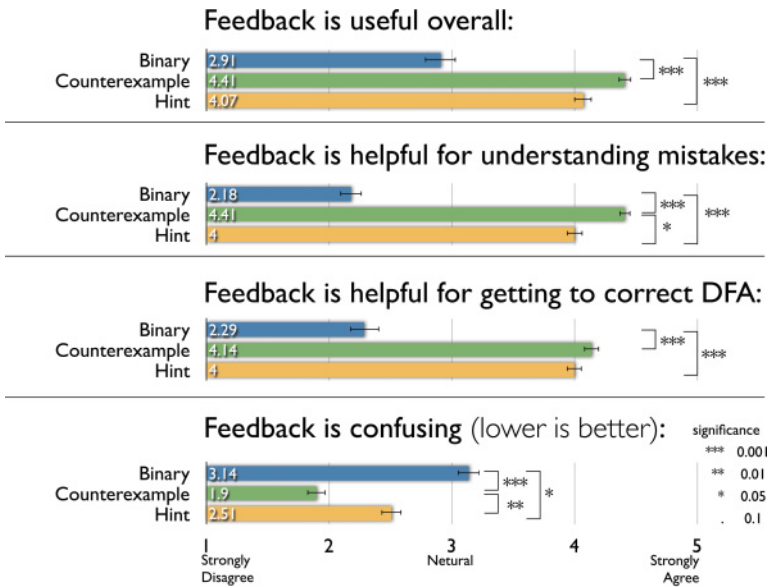 Feedback is useful overall:
Binary 2.91
Counterexample 4.41 ***
Hint 4.07 ***
Feedback is helpful for understanding mistakes:
Binary 2.18
Counterexample 4.41 *** ***
Hint 4 *
Feedback is helpful for getting to correct DFA:
Binary 2.29
Counterexample 4.14 ***
Hint 4 ***
Feedback is confusing (lower is better):
significance
*** 0.001
** 0.01
* 0.05
. 0.1
Binary 3.14
Counterexample 1.9 *** *
Hint 2.51 **
1 2 3 4 5
Strongly Disagree
Netural
Strongly Agree